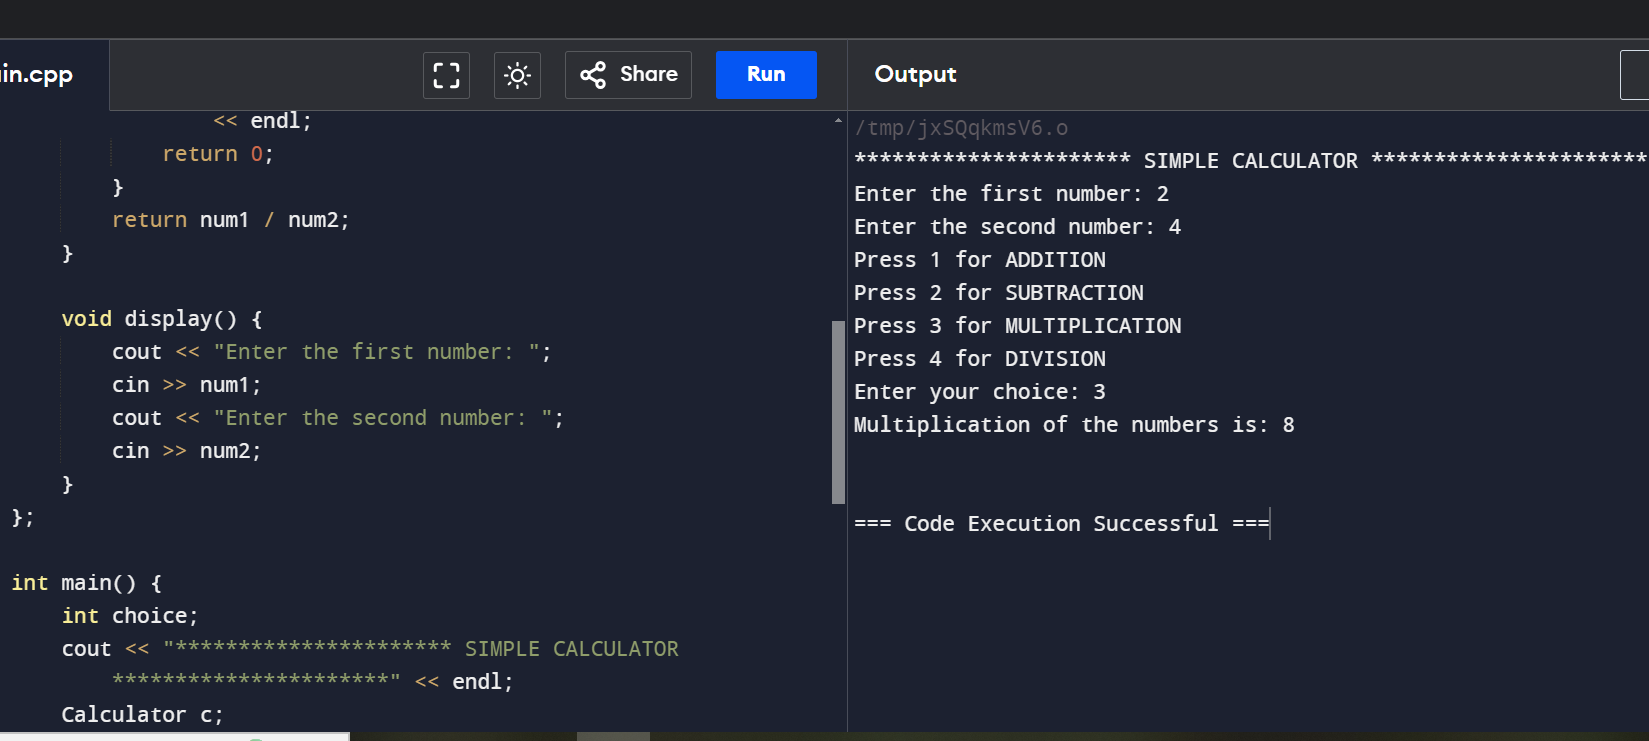 in.cpp
Share
Run
<< endl;
return 0;
}
return num1 / num2;
}
void display() {
cout << "Enter the first number: ";
cin >> num1;
cout << "Enter the second number: ";
cin >> num2;
}
};
int main() {
int choice;
cout << "********************** SIMPLE CALCULATOR
**********************" << endl;
Calculator c;
Output
/tmp/jxSQqkmsV6.o
********************** SIMPLE CALCULATOR **********************
Enter the first number: 2
Enter the second number: 4
Press 1 for ADDITION
Press 2 for SUBTRACTION
Press 3 for MULTIPLICATION
Press 4 for DIVISION
Enter your choice: 3
Multiplication of the numbers is: 8
=== Code Execution Successful ===